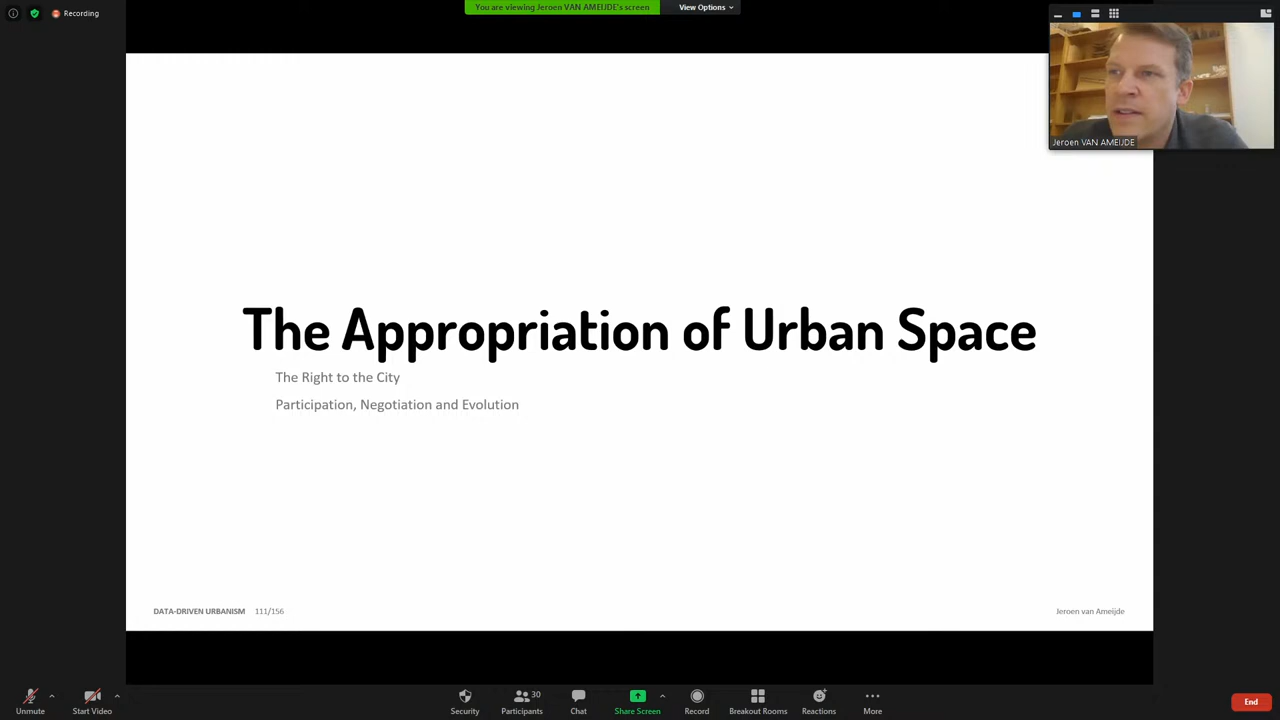 Recording
You are viewing Jeroen VAN AMEIJDE's screen
View Options
Jeroen VAN AMEIJDE
The Appropriation of Urban Space
The Right to the City
Participation, Negotiation and Evolution
DATA-DRIVEN URBANISM 111/156
Jeroen van Ameijde
Unmute
Start Video
Security
Participants
30
Chat
Share Screen
Record
Breakout Rooms
Reactions
More
End